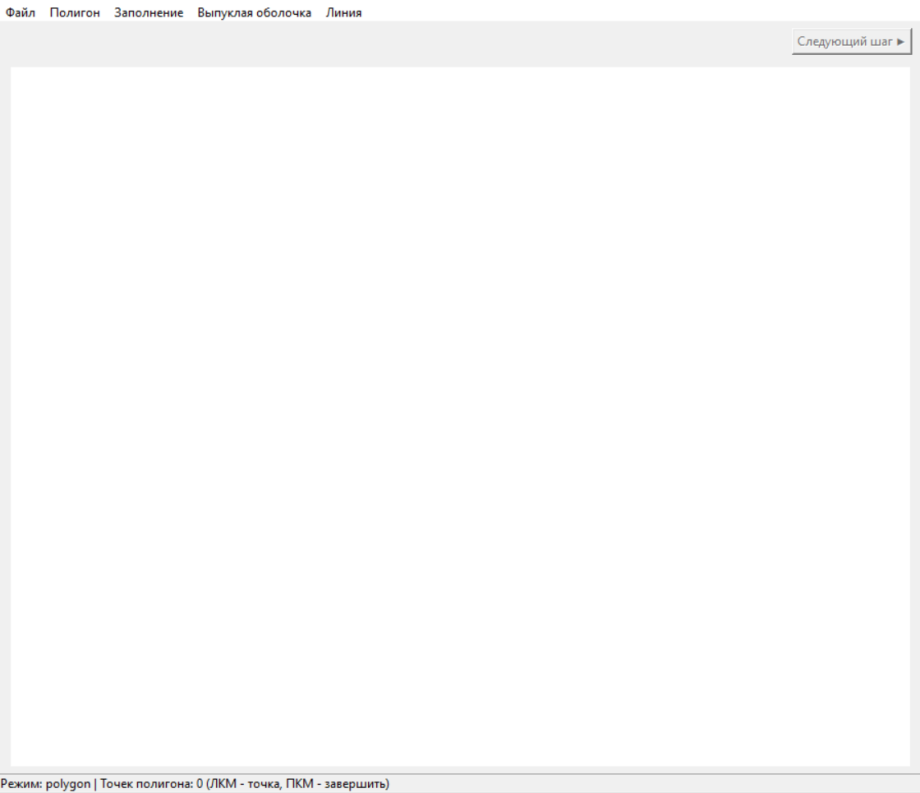 Файл Полигон Заполнение Выпуклая оболочка Линия
Следующий шаг ►
Режим: polygon | Точек полигона: 0 (ЛКМ - точка, ПКМ - завершить)